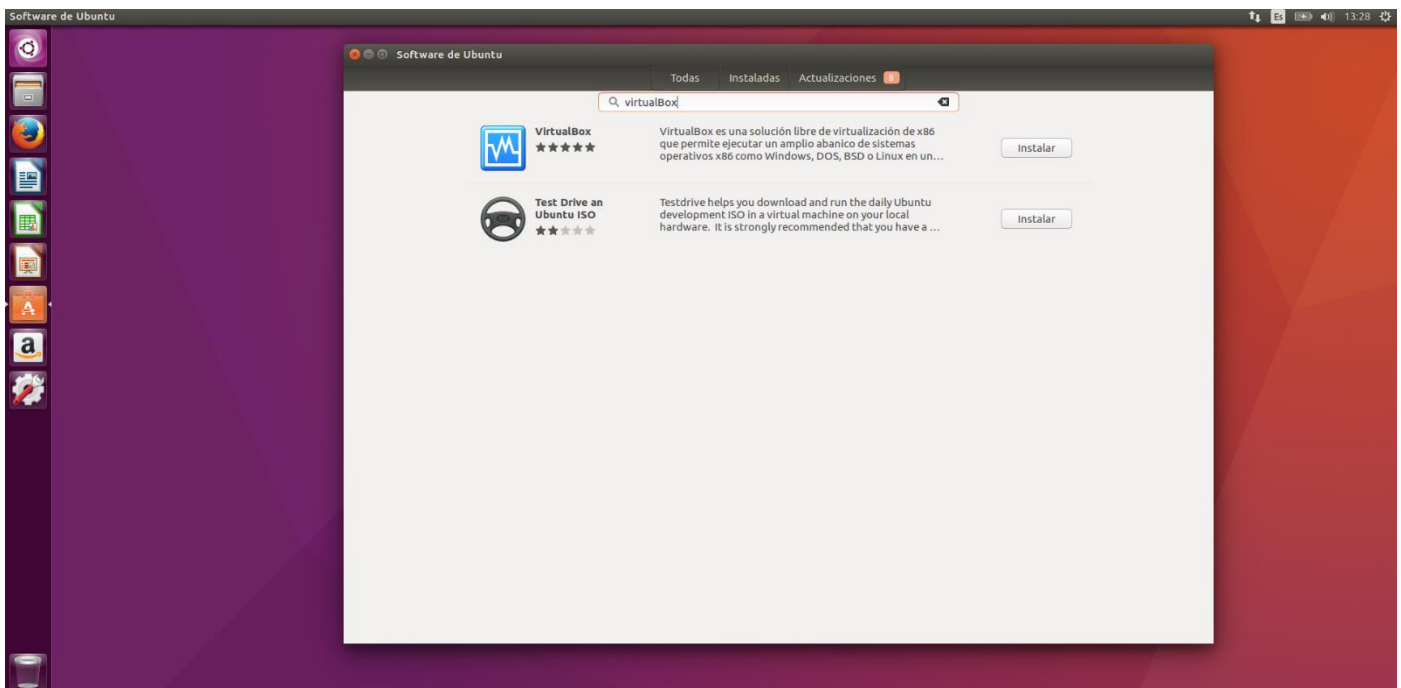 Software de Ubuntu
Es
13:28
Software de Ubuntu
Todas Instaladas Actualizaciones
virtualBox
VirtualBox
VirtualBox es una solución libre de virtualización de x86
que permite ejecutar un amplio abanico de sistemas
operativos x86 como Windows, DOS, BSD o Linux en un...
Instalar
Test Drive an
Ubuntu ISO
Testdrive helps you download and run the daily Ubuntu
development ISO in a virtual machine on your local
hardware. It is strongly recommended that you have a ...
Instalar